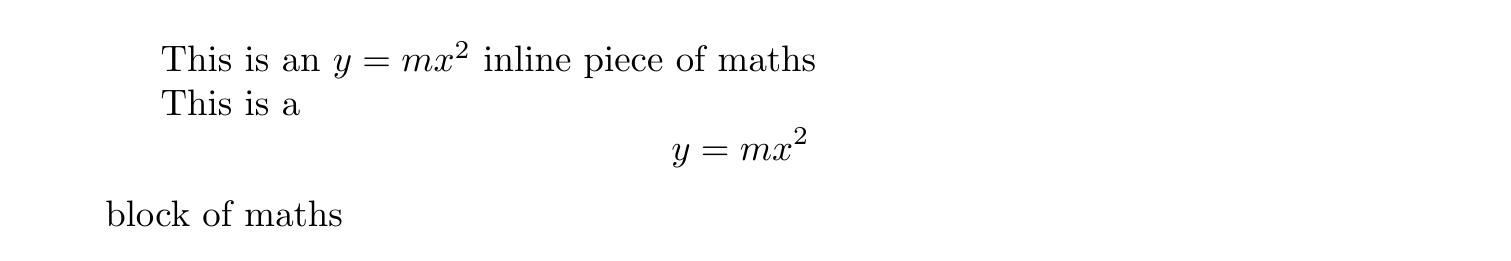 This is an y = mx² inline piece of maths
This is a
y = mx²
block of maths